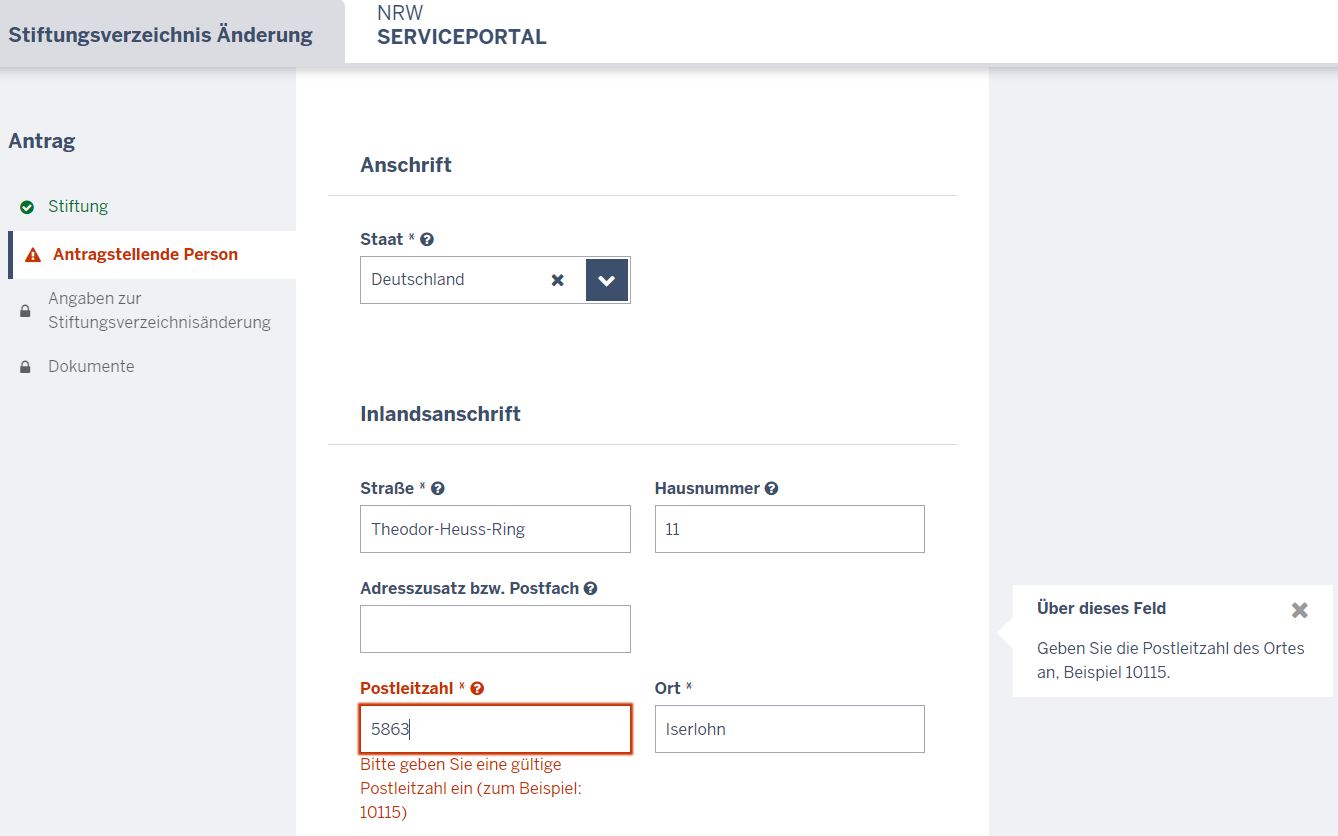 Stiftungsverzeichnis Änderung
NRW
SERVICEPORTAL
Antrag
Stiftung
Antragstellende Person
Angaben zur
Stiftungsverzeichnisänderung
Dokumente
Anschrift
Staat *
Deutschland
Inlandsanschrift
Straße *
Hausnummer
Theodor-Heuss-Ring
11
Adresszusatz bzw. Postfach
Postleitzahl *
Ort *
5863
Iserlohn
Bitte geben Sie eine gültige
Postleitzahl ein (zum Beispiel:
10115)
Über dieses Feld
Geben Sie die Postleitzahl des Ortes
an, Beispiel 10115.